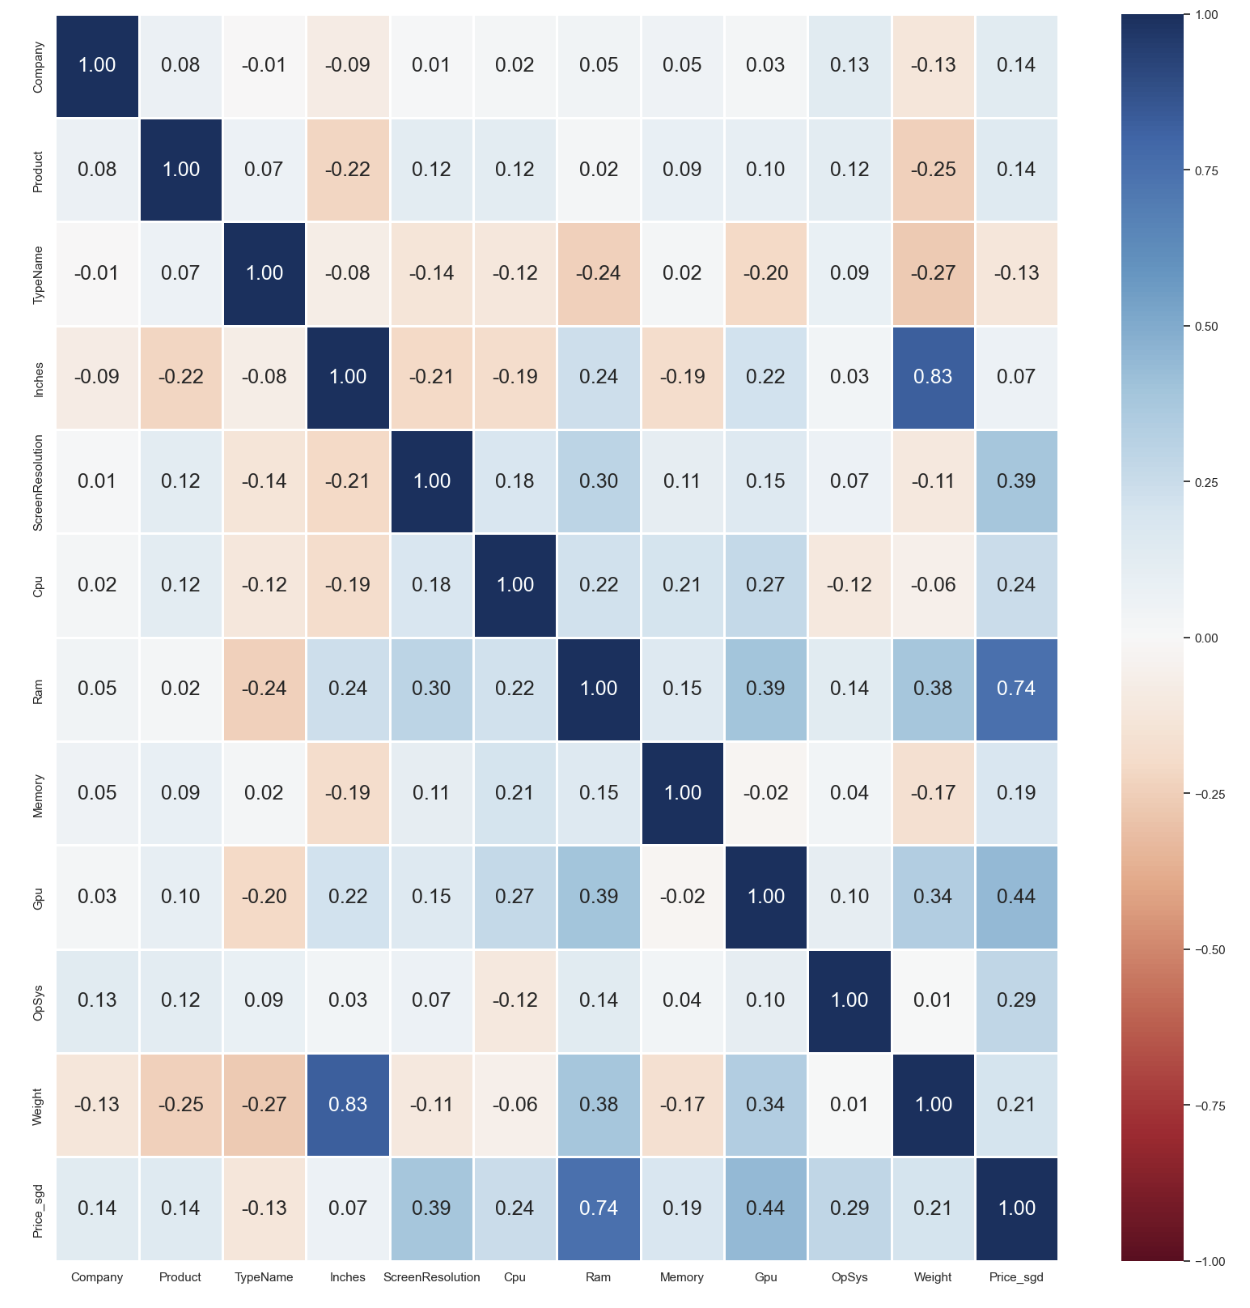 Company 1.00 0.08 -0.01 -0.09 0.01 0.02 0.05 0.05 0.03 0.13 -0.13 0.14
Product 0.08 1.00 0.07 -0.22 0.12 0.12 0.02 0.09 0.10 0.12 -0.25 0.14
TypeName -0.01 0.07 1.00 -0.08 -0.14 -0.12 -0.24 0.02 -0.20 0.09 -0.27 -0.13
Inches -0.09 -0.22 -0.08 1.00 -0.21 -0.19 0.24 -0.19 0.22 0.03 0.83 0.07
ScreenResolution 0.01 0.12 -0.14 -0.21 1.00 0.18 0.30 0.11 0.15 0.07 -0.11 0.39
Cpu 0.02 0.12 -0.12 -0.19 0.18 1.00 0.22 0.21 0.27 -0.12 -0.06 0.24
Ram 0.05 0.02 -0.24 0.24 0.30 0.22 1.00 0.15 0.39 0.14 0.38 0.74
Memory 0.05 0.09 0.02 -0.19 0.11 0.21 0.15 1.00 -0.02 0.04 -0.17 0.19
Gpu 0.03 0.10 -0.20 0.22 0.15 0.27 0.39 -0.02 1.00 0.10 0.34 0.44
OpSys 0.13 0.12 0.09 0.03 0.07 -0.12 0.14 0.04 0.10 1.00 0.01 0.29
Weight -0.13 -0.25 -0.27 0.83 -0.11 -0.06 0.38 -0.17 0.34 0.01 1.00 0.21
Price_sgd 0.14 0.14 -0.13 0.07 0.39 0.24 0.74 0.19 0.44 0.29 0.21 1.00
Company Product TypeName Inches ScreenResolution Cpu Ram Memory Gpu OpSys Weight Price_sgd
1.00
0.75
0.50
0.25
0.00
−0.25
−0.50
−0.75
−1.00